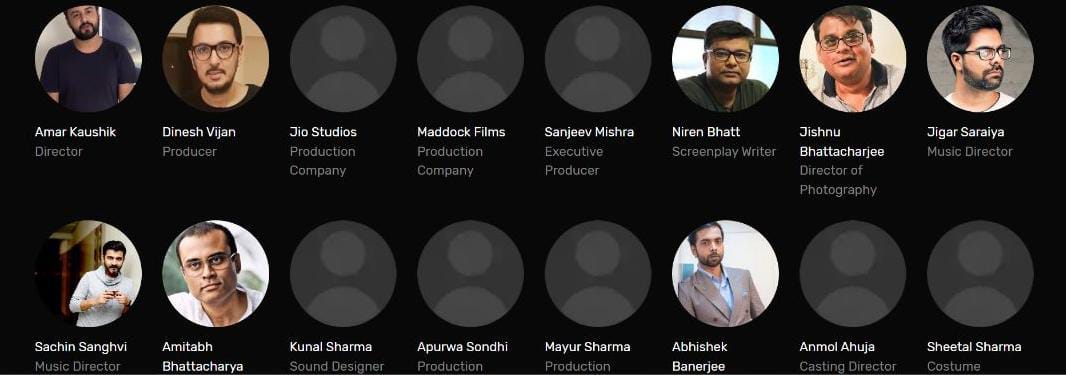 Amar Kaushik
Director
Dinesh Vijan
Producer
Jio Studios
Production
Company
Maddock Films
Production
Company
Sanjeev Mishra
Executive
Producer
Niren Bhatt
Screenplay Writer
Jishnu
Bhattacharjee
Director of
Photography
Jigar Saraiya
Music Director
Sachin Sanghvi
Music Director
Amitabh
Bhattacharya
Kunal Sharma
Sound Designer
Apurwa Sondhi
Production
Mayur Sharma
Production
Abhishek
Banerjee
Anmol Ahuja
Casting Director
Sheetal Sharma
Costume